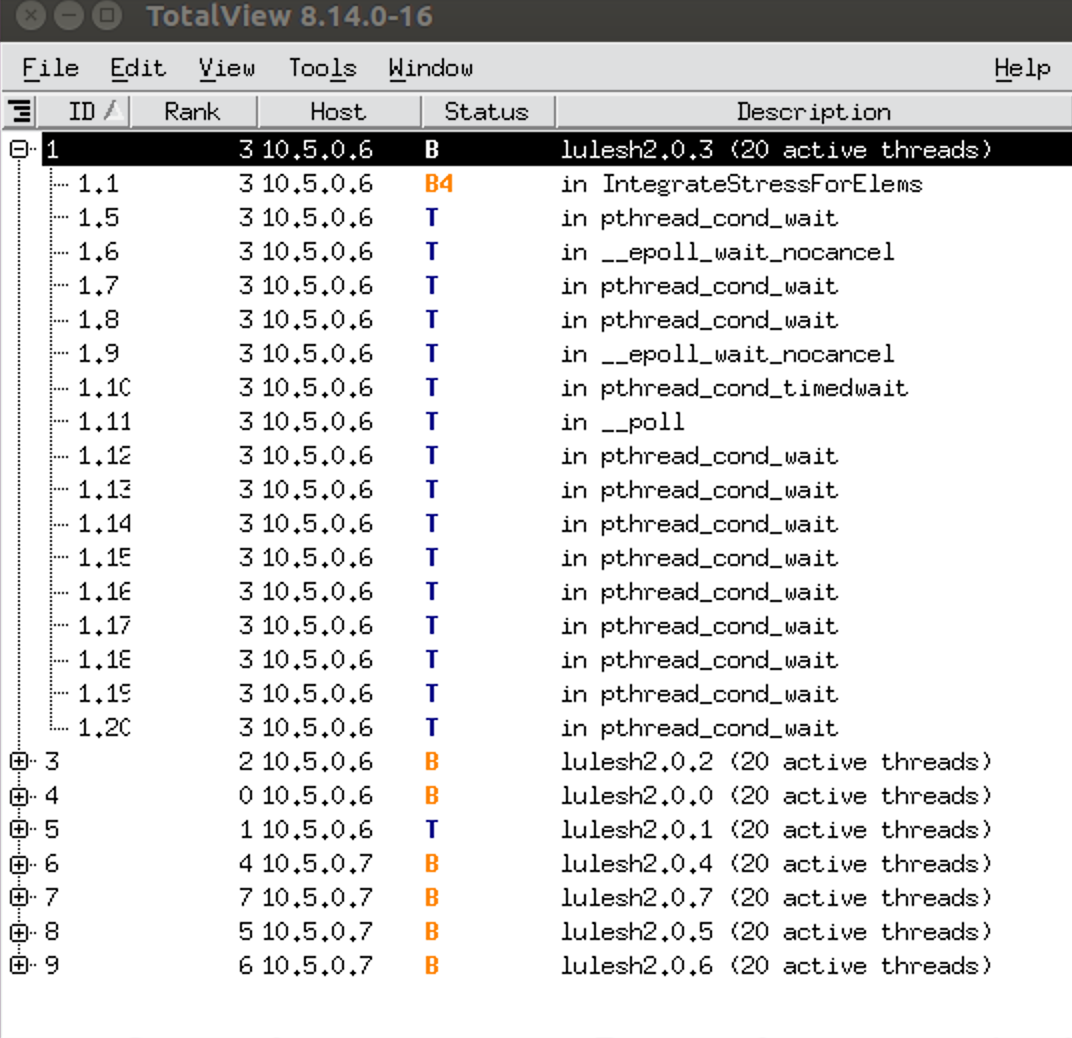 TotalView 8.14.0-16
File Edit View Tools Window Help
ID Rank Host Status Description
1 3 10.5.0.6 B lulesh2.0.3 (20 active threads)
1.1 3 10.5.0.6 B4 in IntegrateStressForElems
1.5 3 10.5.0.6 T in pthread_cond_wait
1.6 3 10.5.0.6 T in __epoll_wait_nocancel
1.7 3 10.5.0.6 T in pthread_cond_wait
1.8 3 10.5.0.6 T in pthread_cond_wait
1.9 3 10.5.0.6 T in __epoll_wait_nocancel
1.10 3 10.5.0.6 T in pthread_cond_timedwait
1.11 3 10.5.0.6 T in __poll
1.12 3 10.5.0.6 T in pthread_cond_wait
1.13 3 10.5.0.6 T in pthread_cond_wait
1.14 3 10.5.0.6 T in pthread_cond_wait
1.15 3 10.5.0.6 T in pthread_cond_wait
1.16 3 10.5.0.6 T in pthread_cond_wait
1.17 3 10.5.0.6 T in pthread_cond_wait
1.18 3 10.5.0.6 T in pthread_cond_wait
1.19 3 10.5.0.6 T in pthread_cond_wait
1.20 3 10.5.0.6 T in pthread_cond_wait
3 2 10.5.0.6 B lulesh2.0.2 (20 active threads)
4 0 10.5.0.6 B lulesh2.0.0 (20 active threads)
5 1 10.5.0.6 T lulesh2.0.1 (20 active threads)
6 4 10.5.0.7 B lulesh2.0.4 (20 active threads)
7 7 10.5.0.7 B lulesh2.0.7 (20 active threads)
8 5 10.5.0.7 B lulesh2.0.5 (20 active threads)
9 6 10.5.0.7 B lulesh2.0.6 (20 active threads)